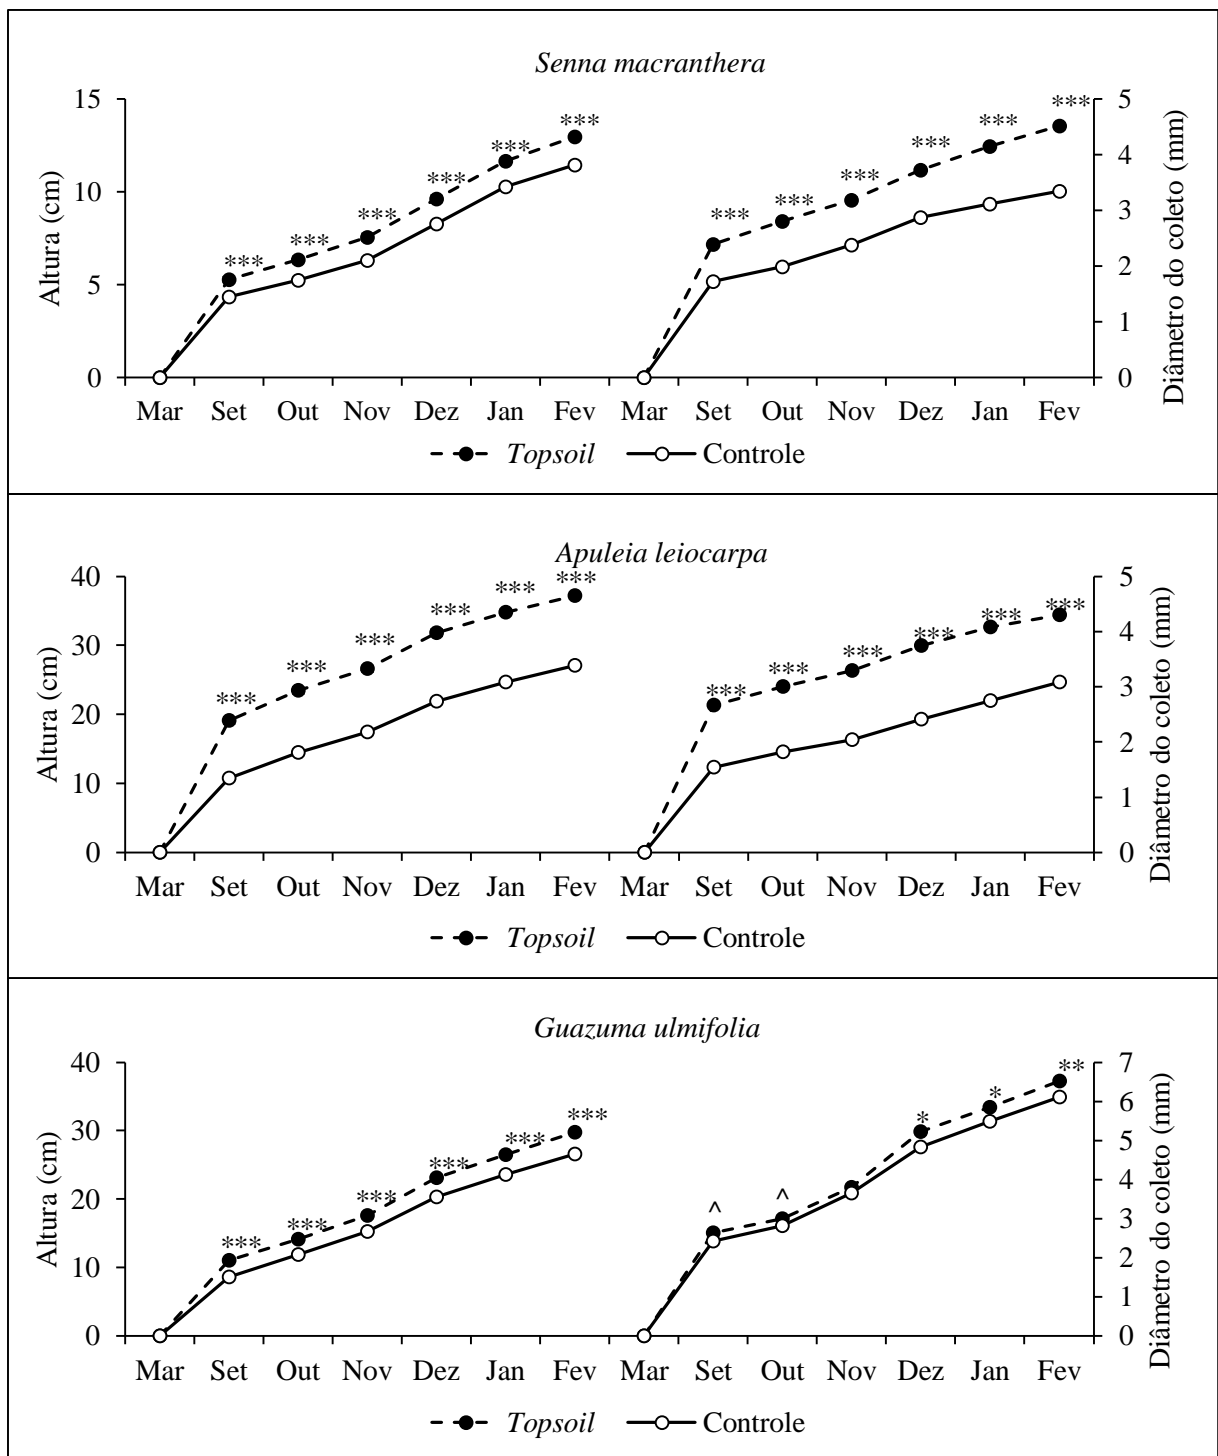 Senna macranthera
15
10
5
0
Altura (cm)
*** *** *** *** *** ***
*** *** *** *** *** ***
5
4
3
2
1
0
Diâmetro do coleto (mm)
Mar Set Out Nov Dez Jan Fev Mar Set Out Nov Dez Jan Fev
Topsoil Controle
Apuleia leiocarpa
40
30
20
10
0
Altura (cm)
*** *** *** *** *** ***
*** *** *** *** *** ***
5
4
3
2
1
0
Diâmetro do coleto (mm)
Mar Set Out Nov Dez Jan Fev Mar Set Out Nov Dez Jan Fev
Topsoil Controle
Guazuma ulmifolia
40
30
20
10
0
Altura (cm)
*** *** *** *** *** ***
^ ^ * * **
7
6
5
4
3
2
1
0
Diâmetro do coleto (mm)
Mar Set Out Nov Dez Jan Fev Mar Set Out Nov Dez Jan Fev
Topsoil Controle